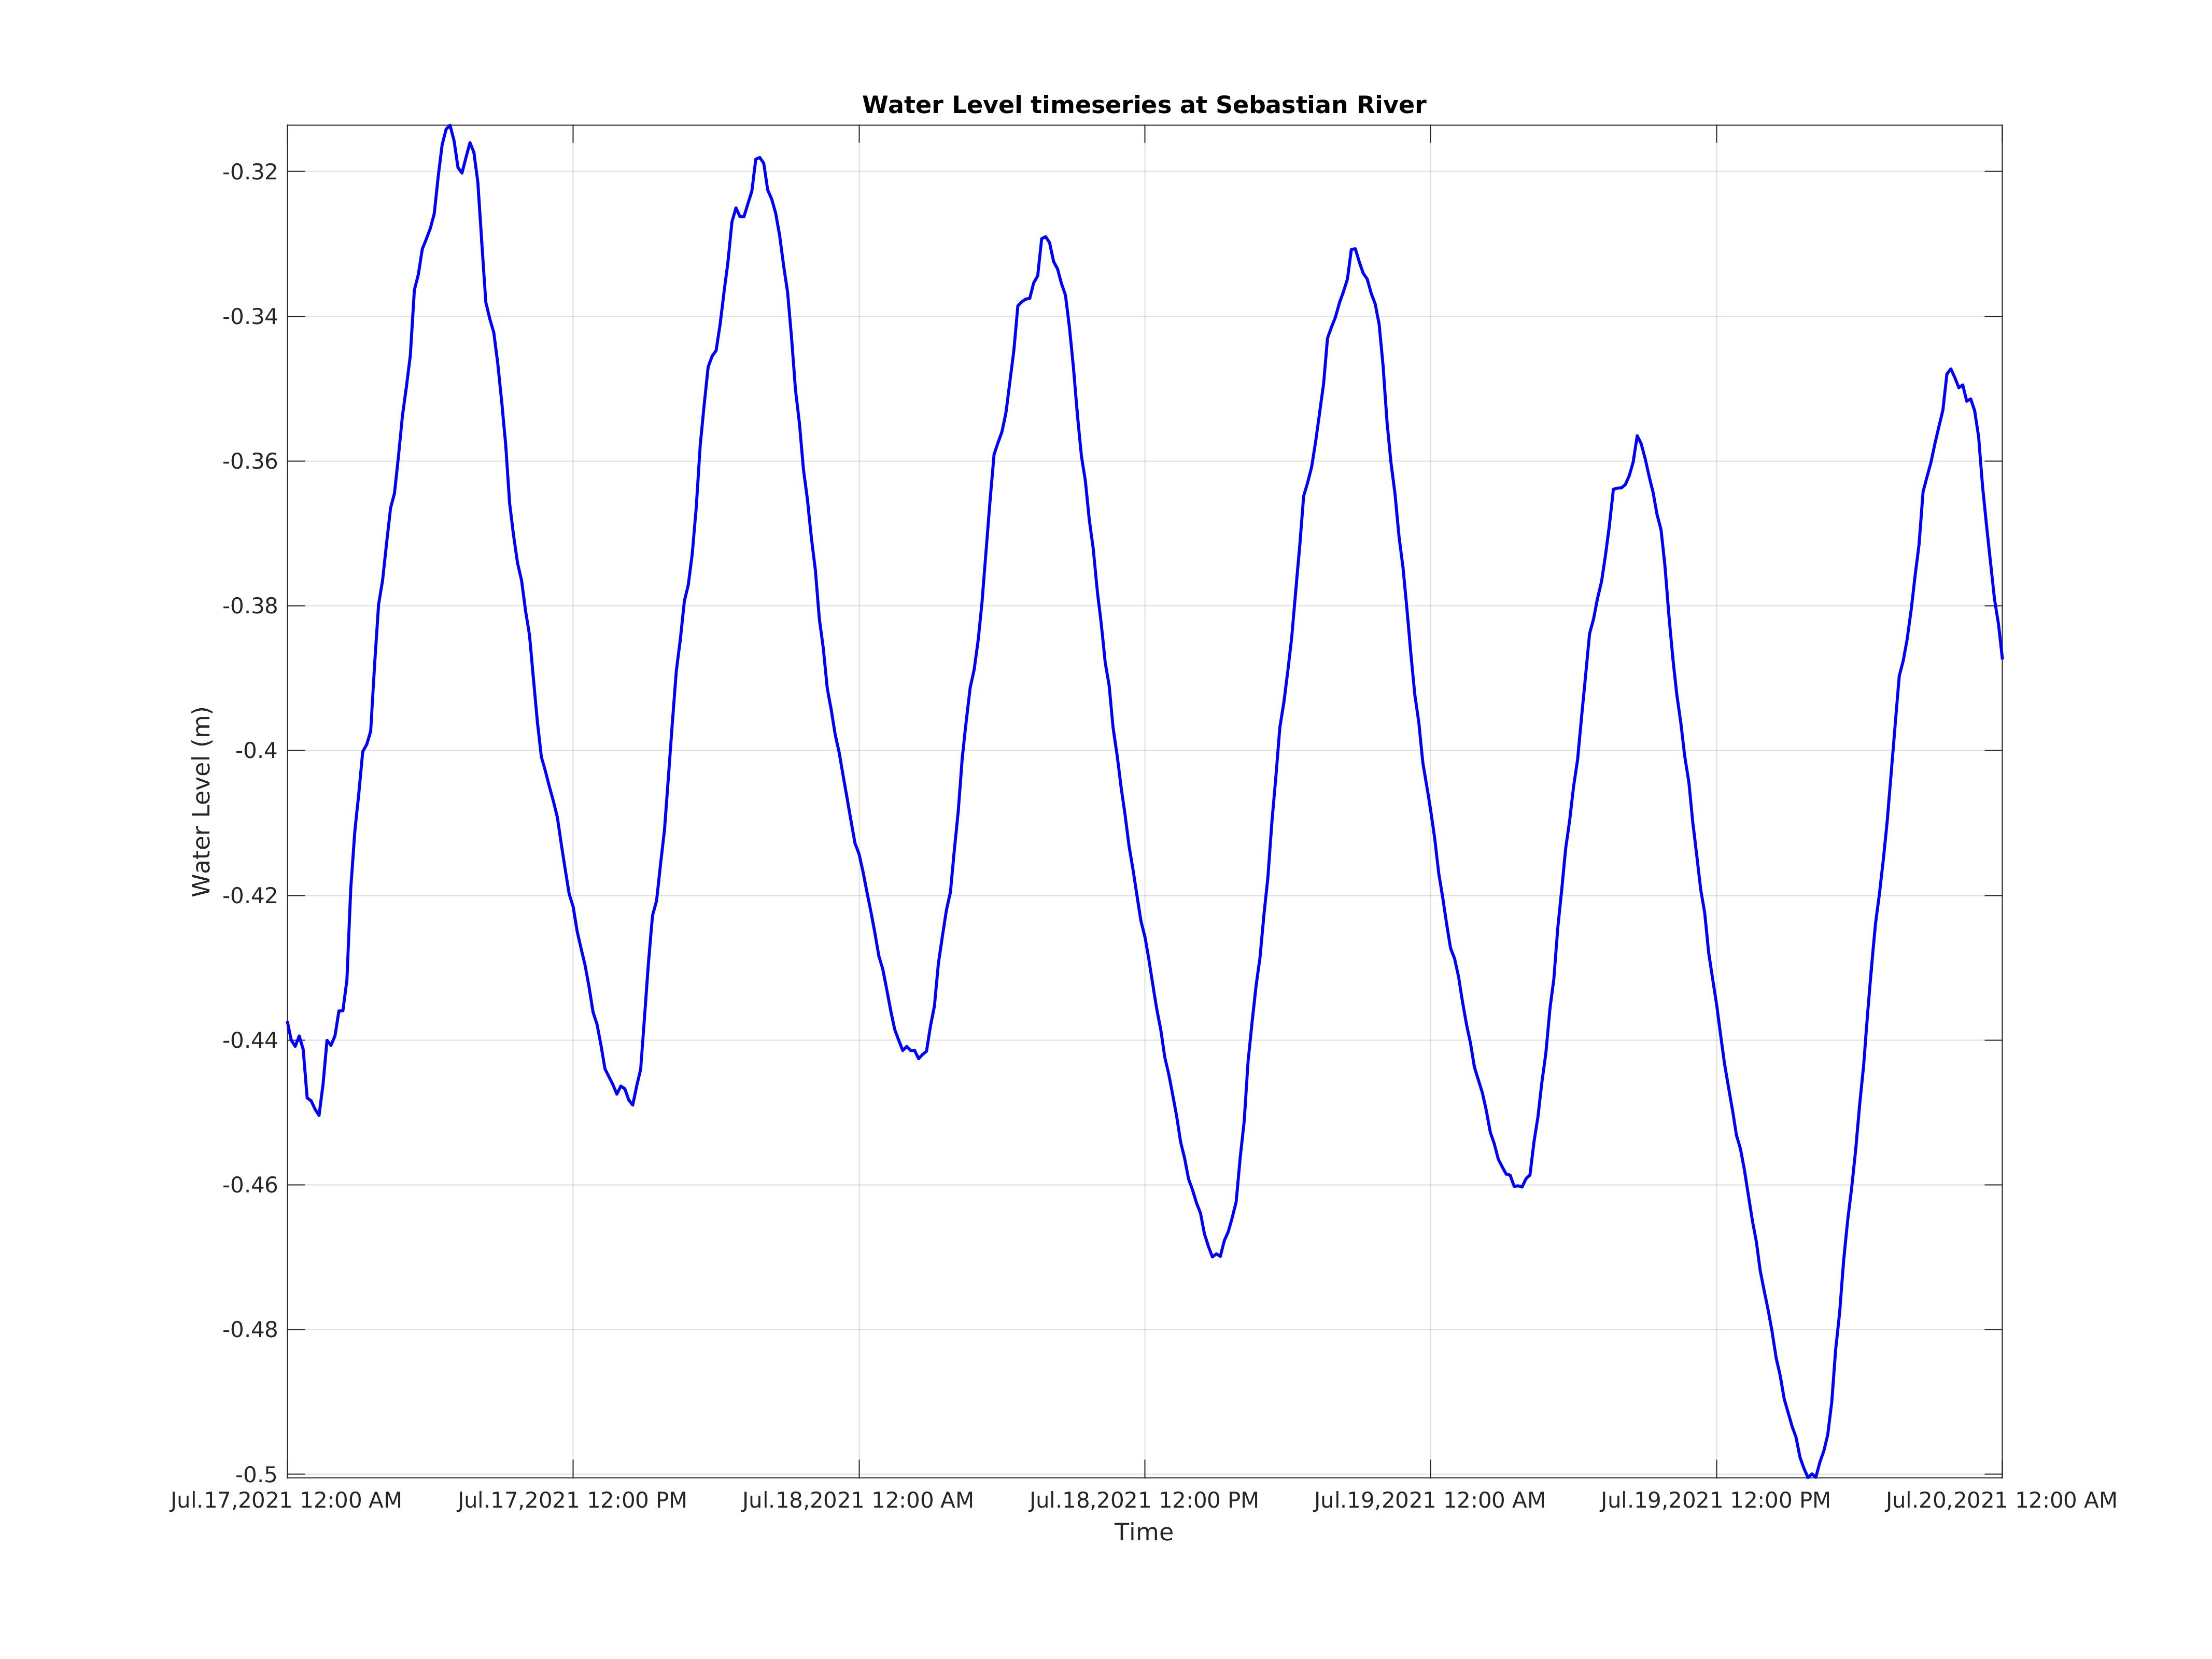 Water Level timeseries at Sebastian River
-0.32
-0.34
-0.36
-0.38
-0.4
-0.42
-0.44
-0.46
-0.48
-0.5
Water Level (m)
Jul.17,2021 12:00 AM
Jul.17,2021 12:00 PM
Jul.18,2021 12:00 AM
Jul.18,2021 12:00 PM
Jul.19,2021 12:00 AM
Jul.19,2021 12:00 PM
Jul.20,2021 12:00 AM
Time